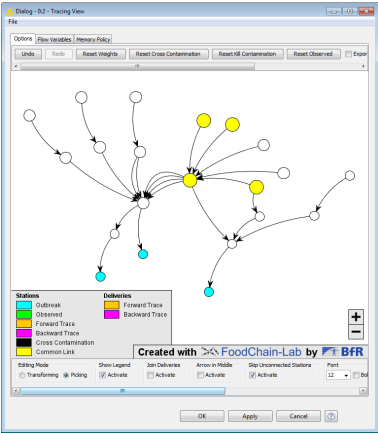 Dialog - 0:2 - Tracing View
File
Options Flow Variables Memory Policy
Undo Redo Reset Weights Reset Cross Contamination Reset Kill Contamination Reset Observed Expor
Stations Deliveries
Outbreak Forward Trace
Observed Backward Trace
Forward Trace
Backward Trace
Cross Contamination
Common Link
+
−
Created with FoodChain-Lab by BfR
Editing Mode Show Legend Join Deliveries Arrow in Middle Skip Unconnected Stations Font
Transforming Picking Activate Activate Activate Activate 12 Bol
OK Apply Cancel ?